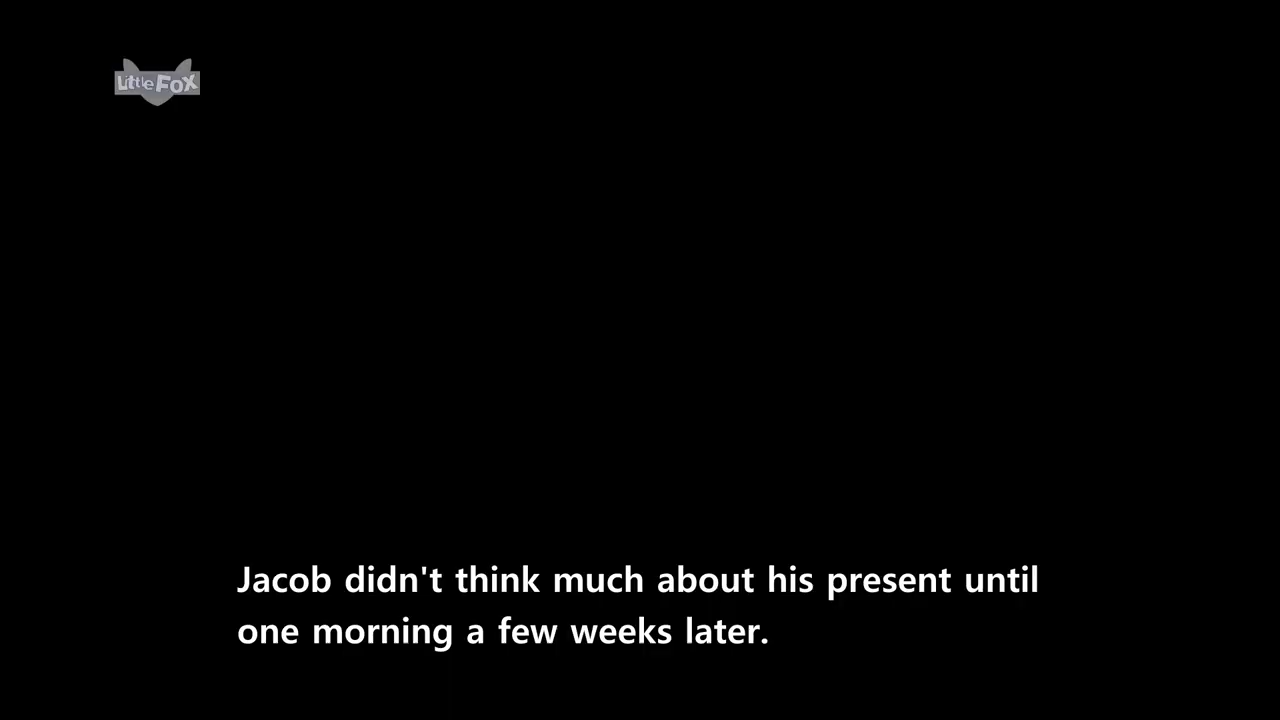 Little Fox
Jacob didn't think much about his present until
one morning a few weeks later.